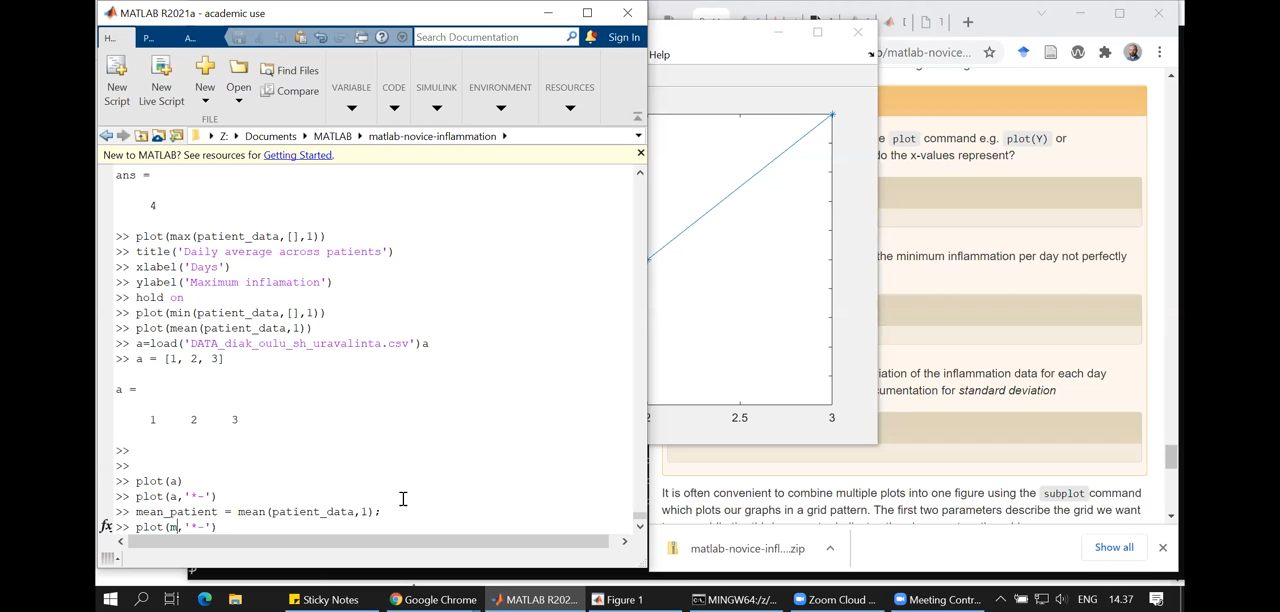 MATLAB R2021a - academic use
H... P... A... Search Documentation Sign In
New Script
New Live Script
New
Open
Find Files
Compare
FILE
VARIABLE
CODE
SIMULINK
ENVIRONMENT
RESOURCES
Z: Documents MATLAB matlab-novice-inflammation
New to MATLAB? See resources for Getting Started.
ans =
4
>> plot(max(patient_data,[],1))
>> title('Daily average across patients')
>> xlabel('Days')
>> ylabel('Maximum inflamation')
>> hold on
>> plot(min(patient_data,[],1))
>> plot(mean(patient_data,1))
>> a=load('DATA_diak_oulu_sh_uravalinta.csv')a
>> a = [1, 2, 3]
a =
1 2 3
>>
>>
>> plot(a)
>> plot(a,'*-')
>> mean_patient = mean(patient_data,1);
fx >> plot(m,'*-')
Help
2.5 3
o/matlab-novice...
e plot command e.g. plot(Y) or
do the x-values represent?
the minimum inflammation per day not perfectly
viation of the inflammation data for each day
cumentation for standard deviation
It is often convenient to combine multiple plots into one figure using the subplot command
which plots our graphs in a grid pattern. The first two parameters describe the grid we want
matlab-novice-infl....zip
Show all
Sticky Notes
Google Chrome
MATLAB R202...
Figure 1
MINGW64:/z/...
Zoom Cloud ...
Meeting Contr...
ENG 14.37